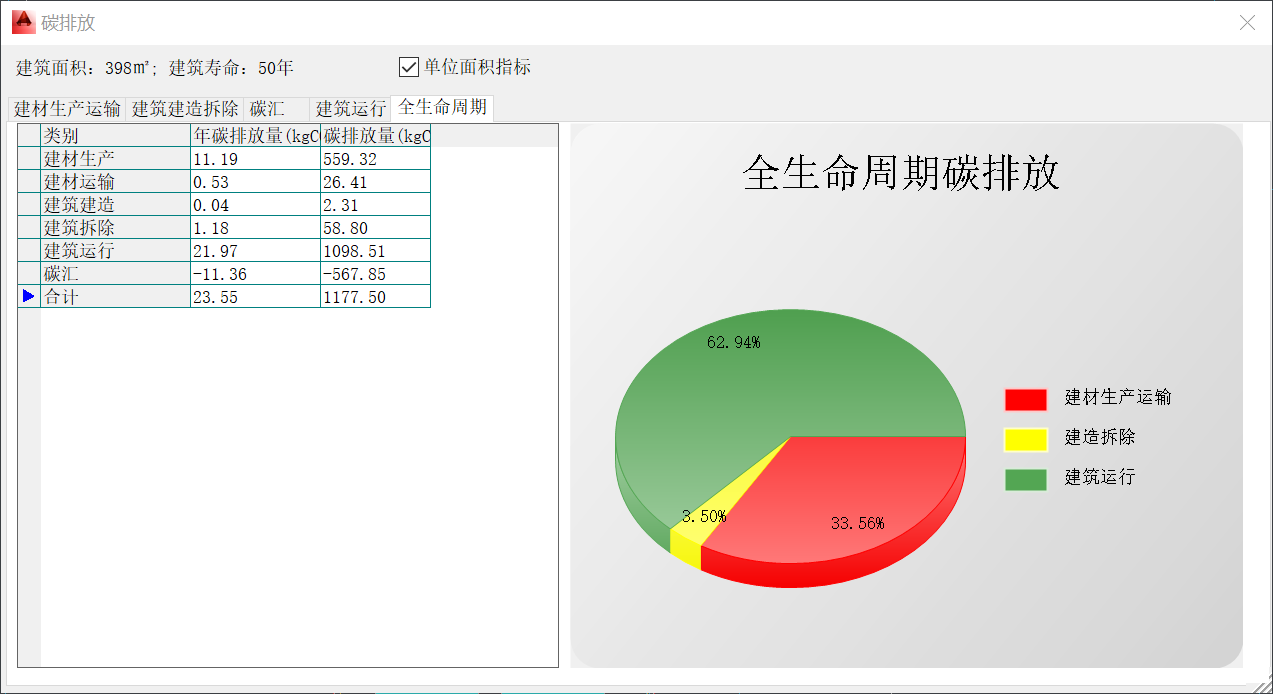 碳排放
建筑面积：398㎡；建筑寿命：50年
单位面积指标
建材生产运输 建筑建造拆除 碳汇 建筑运行 全生命周期
类别 年碳排放量(kgC 碳排放量(kgC
建材生产 11.19 559.32
建材运输 0.53 26.41
建筑建造 0.04 2.31
建筑拆除 1.18 58.80
建筑运行 21.97 1098.51
碳汇 -11.36 -567.85
合计 23.55 1177.50
全生命周期碳排放
62.94%
3.50%
33.56%
建材生产运输
建造拆除
建筑运行